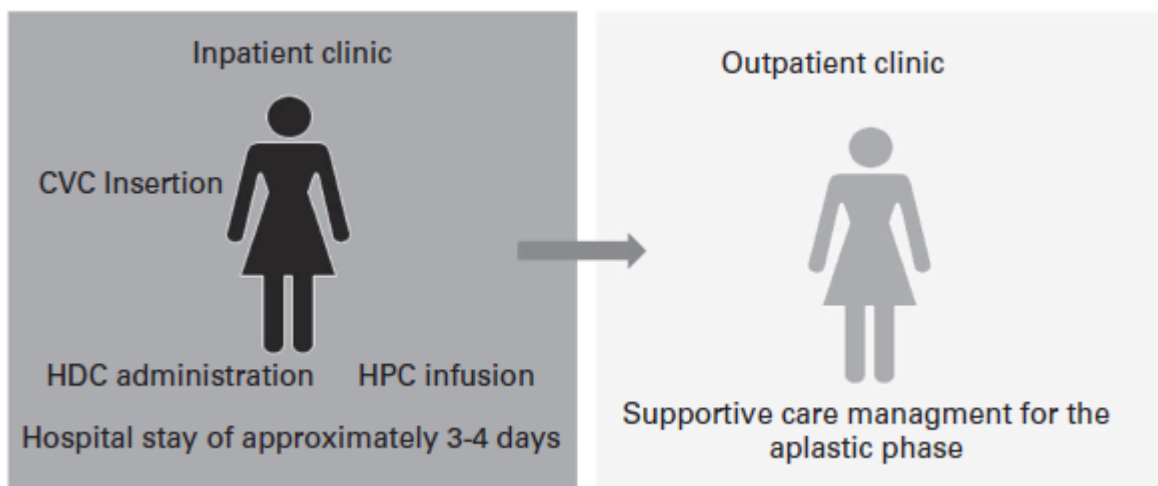 Inpatient clinic
CVC Insertion
HDC administration
HPC infusion
Hospital stay of approximately 3-4 days
Outpatient clinic
Supportive care managment for the
aplastic phase